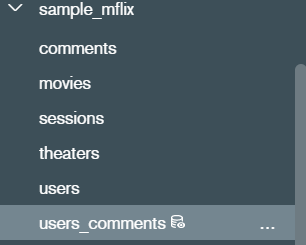 sample_mflix
comments
movies
sessions
theaters
users
users_comments ...